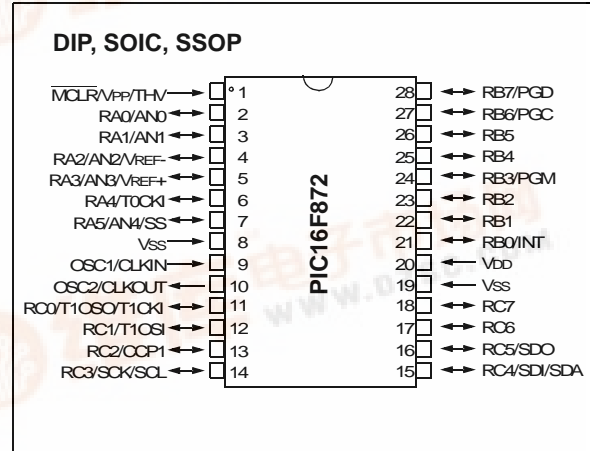 DIP, SOIC, SSOP
MCLR/VPP/THV
RA0/AN0
RA1/AN1
RA2/AN2/VREF-
RA3/AN3/VREF+
RA4/T0CKI
RA5/AN4/SS
VSS
OSC1/CLKIN
OSC2/CLKOUT
RC0/T1OSO/T1CKI
RC1/T1OSI
RC2/CCP1
RC3/SCK/SCL
1
2
3
4
5
6
7
8
9
10
11
12
13
14
PIC16F872
28
27
26
25
24
23
22
21
20
19
18
17
16
15
RB7/PGD
RB6/PGC
RB5
RB4
RB3/PGM
RB2
RB1
RB0/INT
VDD
VSS
RC7
RC6
RC5/SDO
RC4/SDI/SDA